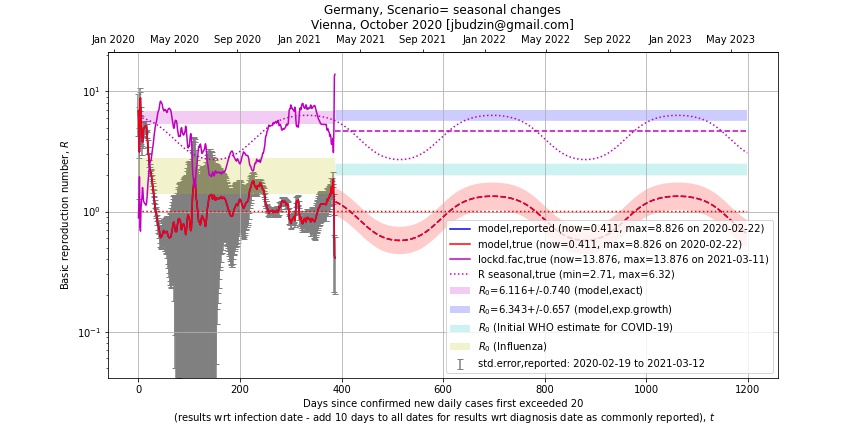 Germany, Scenario= seasonal changes
Vienna, October 2020 [jbudzin@gmail.com]
Jan 2020 May 2020 Sep 2020 Jan 2021 May 2021 Sep 2021 Jan 2022 May 2022 Sep 2022 Jan 2023 May 2023
Basic reproduction number, R
10¹
10⁰
10⁻¹
model,reported (now=0.411, max=8.826 on 2020-02-22)
model,true (now=0.411, max=8.826 on 2020-02-22)
lockd.fac,true (now=13.876, max=13.876 on 2021-03-11)
R seasonal,true (min=2.71, max=6.32)
R₀=6.116+/-0.740 (model,exact)
R₀=6.343+/-0.657 (model,exp.growth)
R₀ (Initial WHO estimate for COVID-19)
R₀ (Influenza)
std.error,reported: 2020-02-19 to 2021-03-12
0 200 400 600 800 1000 1200
Days since confirmed new daily cases first exceeded 20
(results wrt infection date - add 10 days to all dates for results wrt diagnosis date as commonly reported), t